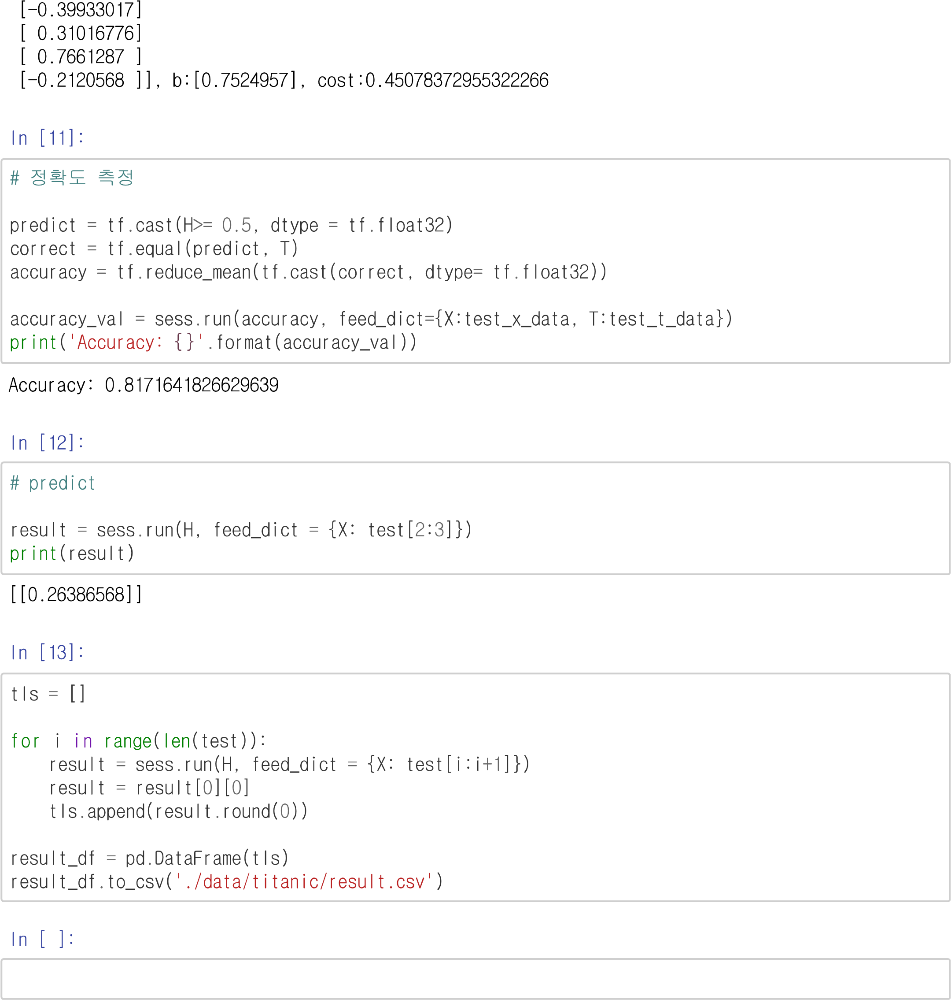 [-0.39933017]
[ 0.31016776]
[ 0.7661287 ]
[-0.2120568 ]], b:[0.7524957], cost:0.45078372955322266
In [11]:
# 정확도 측정
predict = tf.cast(H>= 0.5, dtype = tf.float32)
correct = tf.equal(predict, T)
accuracy = tf.reduce_mean(tf.cast(correct, dtype= tf.float32))
accuracy_val = sess.run(accuracy, feed_dict={X:test_x_data, T:test_t_data})
print('Accuracy: {}'.format(accuracy_val))
Accuracy: 0.8171641826629639
In [12]:
# predict
result = sess.run(H, feed_dict = {X: test[2:3]})
print(result)
[[0.26386568]]
In [13]:
tls = []
for i in range(len(test)):
    result = sess.run(H, feed_dict = {X: test[i:i+1]})
    result = result[0][0]
    tls.append(result.round(0))
result_df = pd.DataFrame(tls)
result_df.to_csv('./data/titanic/result.csv')
In [ ]: